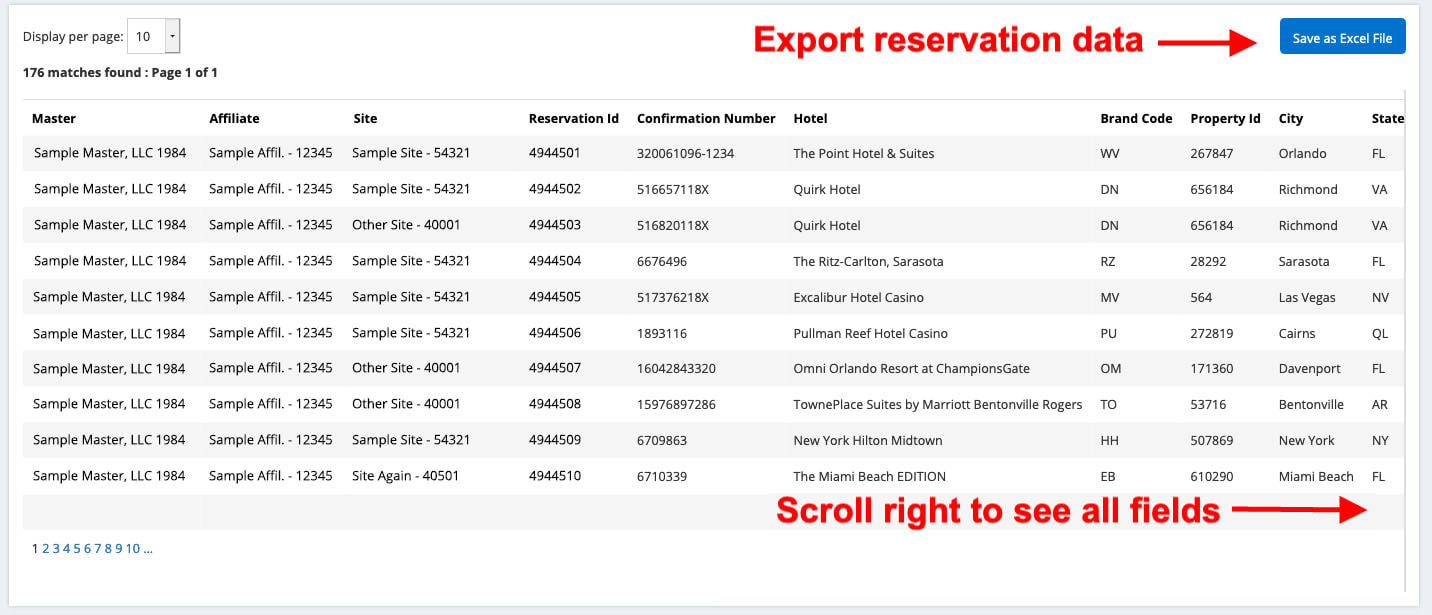 Display per page: 10
Export reservation data
Save as Excel File
176 matches found : Page 1 of 1
Master Affiliate Site Reservation Id Confirmation Number Hotel Brand Code Property Id City State
Sample Master, LLC 1984 Sample Affil. - 12345 Sample Site - 54321 4944501 320061096-1234 The Point Hotel & Suites WV 267847 Orlando FL
Sample Master, LLC 1984 Sample Affil. - 12345 Sample Site - 54321 4944502 516657118X Quirk Hotel DN 656184 Richmond VA
Sample Master, LLC 1984 Sample Affil. - 12345 Other Site - 40001 4944503 516820118X Quirk Hotel DN 656184 Richmond VA
Sample Master, LLC 1984 Sample Affil. - 12345 Sample Site - 54321 4944504 6676496 The Ritz-Carlton, Sarasota RZ 28292 Sarasota FL
Sample Master, LLC 1984 Sample Affil. - 12345 Sample Site - 54321 4944505 517376218X Excalibur Hotel Casino MV 564 Las Vegas NV
Sample Master, LLC 1984 Sample Affil. - 12345 Sample Site - 54321 4944506 1893116 Pullman Reef Hotel Casino PU 272819 Cairns QL
Sample Master, LLC 1984 Sample Affil. - 12345 Other Site - 40001 4944507 16042843320 Omni Orlando Resort at ChampionsGate OM 171360 Davenport FL
Sample Master, LLC 1984 Sample Affil. - 12345 Other Site - 40001 4944508 15976897286 TownePlace Suites by Marriott Bentonville Rogers TO 53716 Bentonville AR
Sample Master, LLC 1984 Sample Affil. - 12345 Sample Site - 54321 4944509 6709863 New York Hilton Midtown HH 507869 New York NY
Sample Master, LLC 1984 Sample Affil. - 12345 Site Again - 40501 4944510 6710339 The Miami Beach EDITION EB 610290 Miami Beach FL
Scroll right to see all fields
1 2 3 4 5 6 7 8 9 10 ...